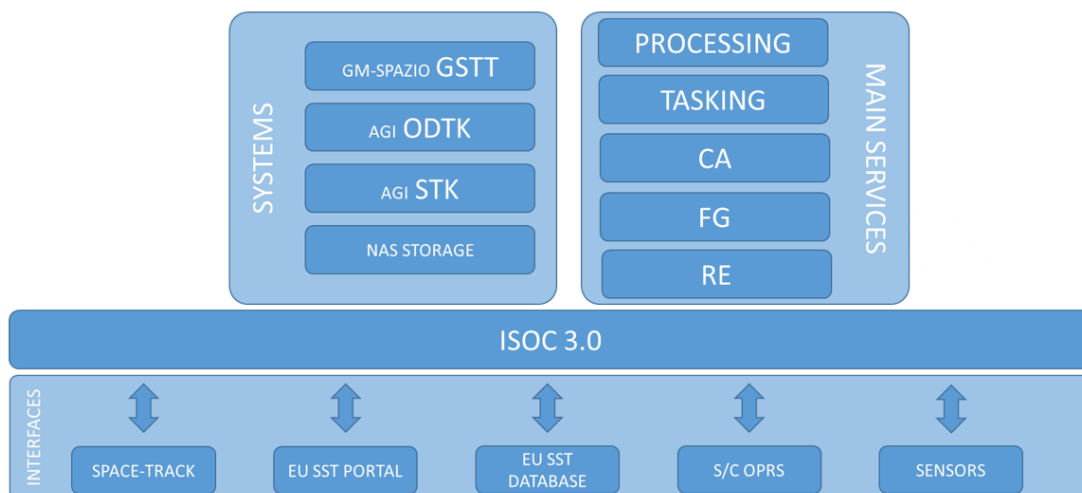 SYSTEMS
GM-SPAZIO GSTT
AGI ODTK
AGI STK
NAS STORAGE
PROCESSING
TASKING
CA
FG
RE
MAIN SERVICES
ISOC 3.0
INTERFACES
SPACE-TRACK
EU SST PORTAL
EU SST
DATABASE
S/C OPRS
SENSORS